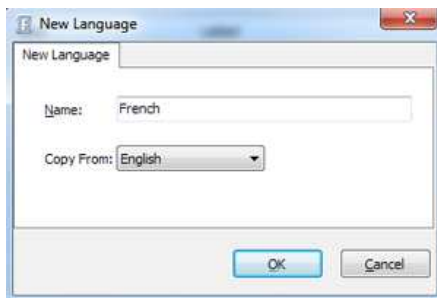 New Language
New Language
Name: French
Copy From: English
OK Cancel